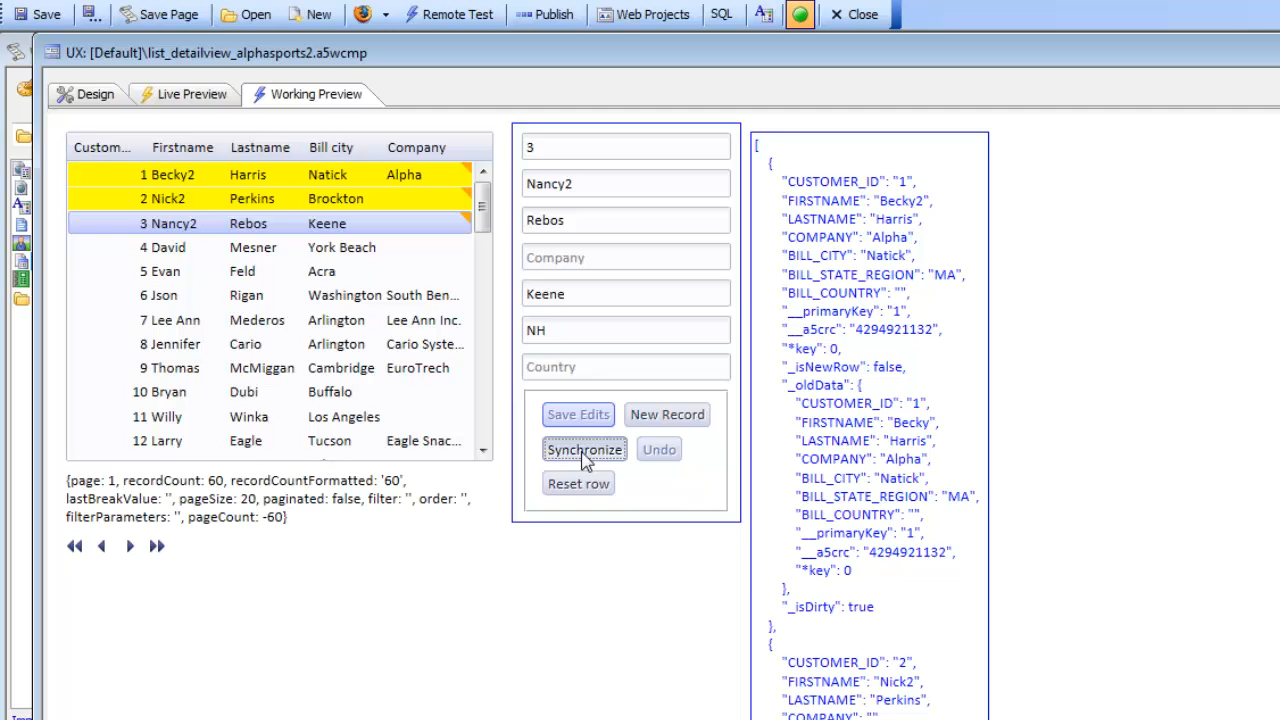 Save Save Page Open New Remote Test Publish Web Projects SQL A Close
UX: [Default]\list_detailview_alphasports2.a5wcmp
Design Live Preview Working Preview
Custom... Firstname Lastname Bill city Company
1 Becky2 Harris Natick Alpha
2 Nick2 Perkins Brockton
3 Nancy2 Rebos Keene
4 David Mesner York Beach
5 Evan Feld Acra
6 Json Rigan Washington South Ben...
7 Lee Ann Mederos Arlington Lee Ann Inc.
8 Jennifer Cario Arlington Cario Syste...
9 Thomas McMiggan Cambridge EuroTech
10 Bryan Dubi Buffalo
11 Willy Winka Los Angeles
12 Larry Eagle Tucson Eagle Snac...
{page: 1, recordCount: 60, recordCountFormatted: '60',
lastBreakValue: '', pageSize: 20, paginated: false, filter: '', order: '',
filterParameters: '', pageCount: -60}
3
Nancy2
Rebos
Company
Keene
NH
Country
Save Edits New Record
Synchronize Undo
Reset row
[
{
"CUSTOMER_ID": "1",
"FIRSTNAME": "Becky2",
"LASTNAME": "Harris",
"COMPANY": "Alpha",
"BILL_CITY": "Natick",
"BILL_STATE_REGION": "MA",
"BILL_COUNTRY": "",
"__primaryKey": "1",
"__a5crc": "4294921132",
"*key": 0,
"_isNewRow": false,
"_oldData": {
"CUSTOMER_ID": "1",
"FIRSTNAME": "Becky",
"LASTNAME": "Harris",
"COMPANY": "Alpha",
"BILL_CITY": "Natick",
"BILL_STATE_REGION": "MA",
"BILL_COUNTRY": "",
"__primaryKey": "1",
"__a5crc": "4294921132",
"*key": 0
},
"_isDirty": true
},
{
"CUSTOMER_ID": "2",
"FIRSTNAME": "Nick2",
"LASTNAME": "Perkins",
"COMPANY": ""